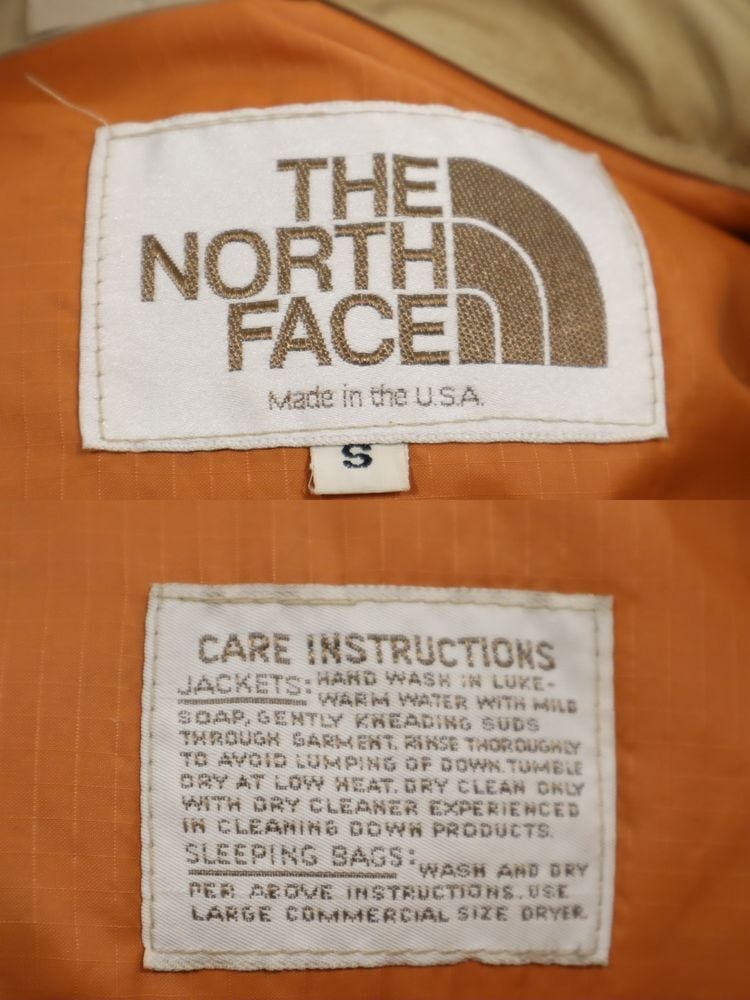 THE
NORTH
FACE
Made in the U.S.A.
S
CARE INSTRUCTIONS
JACKETS: HAND WASH IN LUKE-
WARM WATER WITH MILD
SOAP, GENTLY KNEADING SUDS
THROUGH GARMENT. RINSE THOROUGHLY
TO AVOID LUMPING OF DOWN. TUMBLE
DRY AT LOW HEAT. DRY CLEAN ONLY
WITH DRY CLEANER EXPERIENCED
IN CLEANING DOWN PRODUCTS.
SLEEPING BAGS: WASH AND DRY
PER ABOVE INSTRUCTIONS. USE
LARGE COMMERCIAL SIZE DRYER.